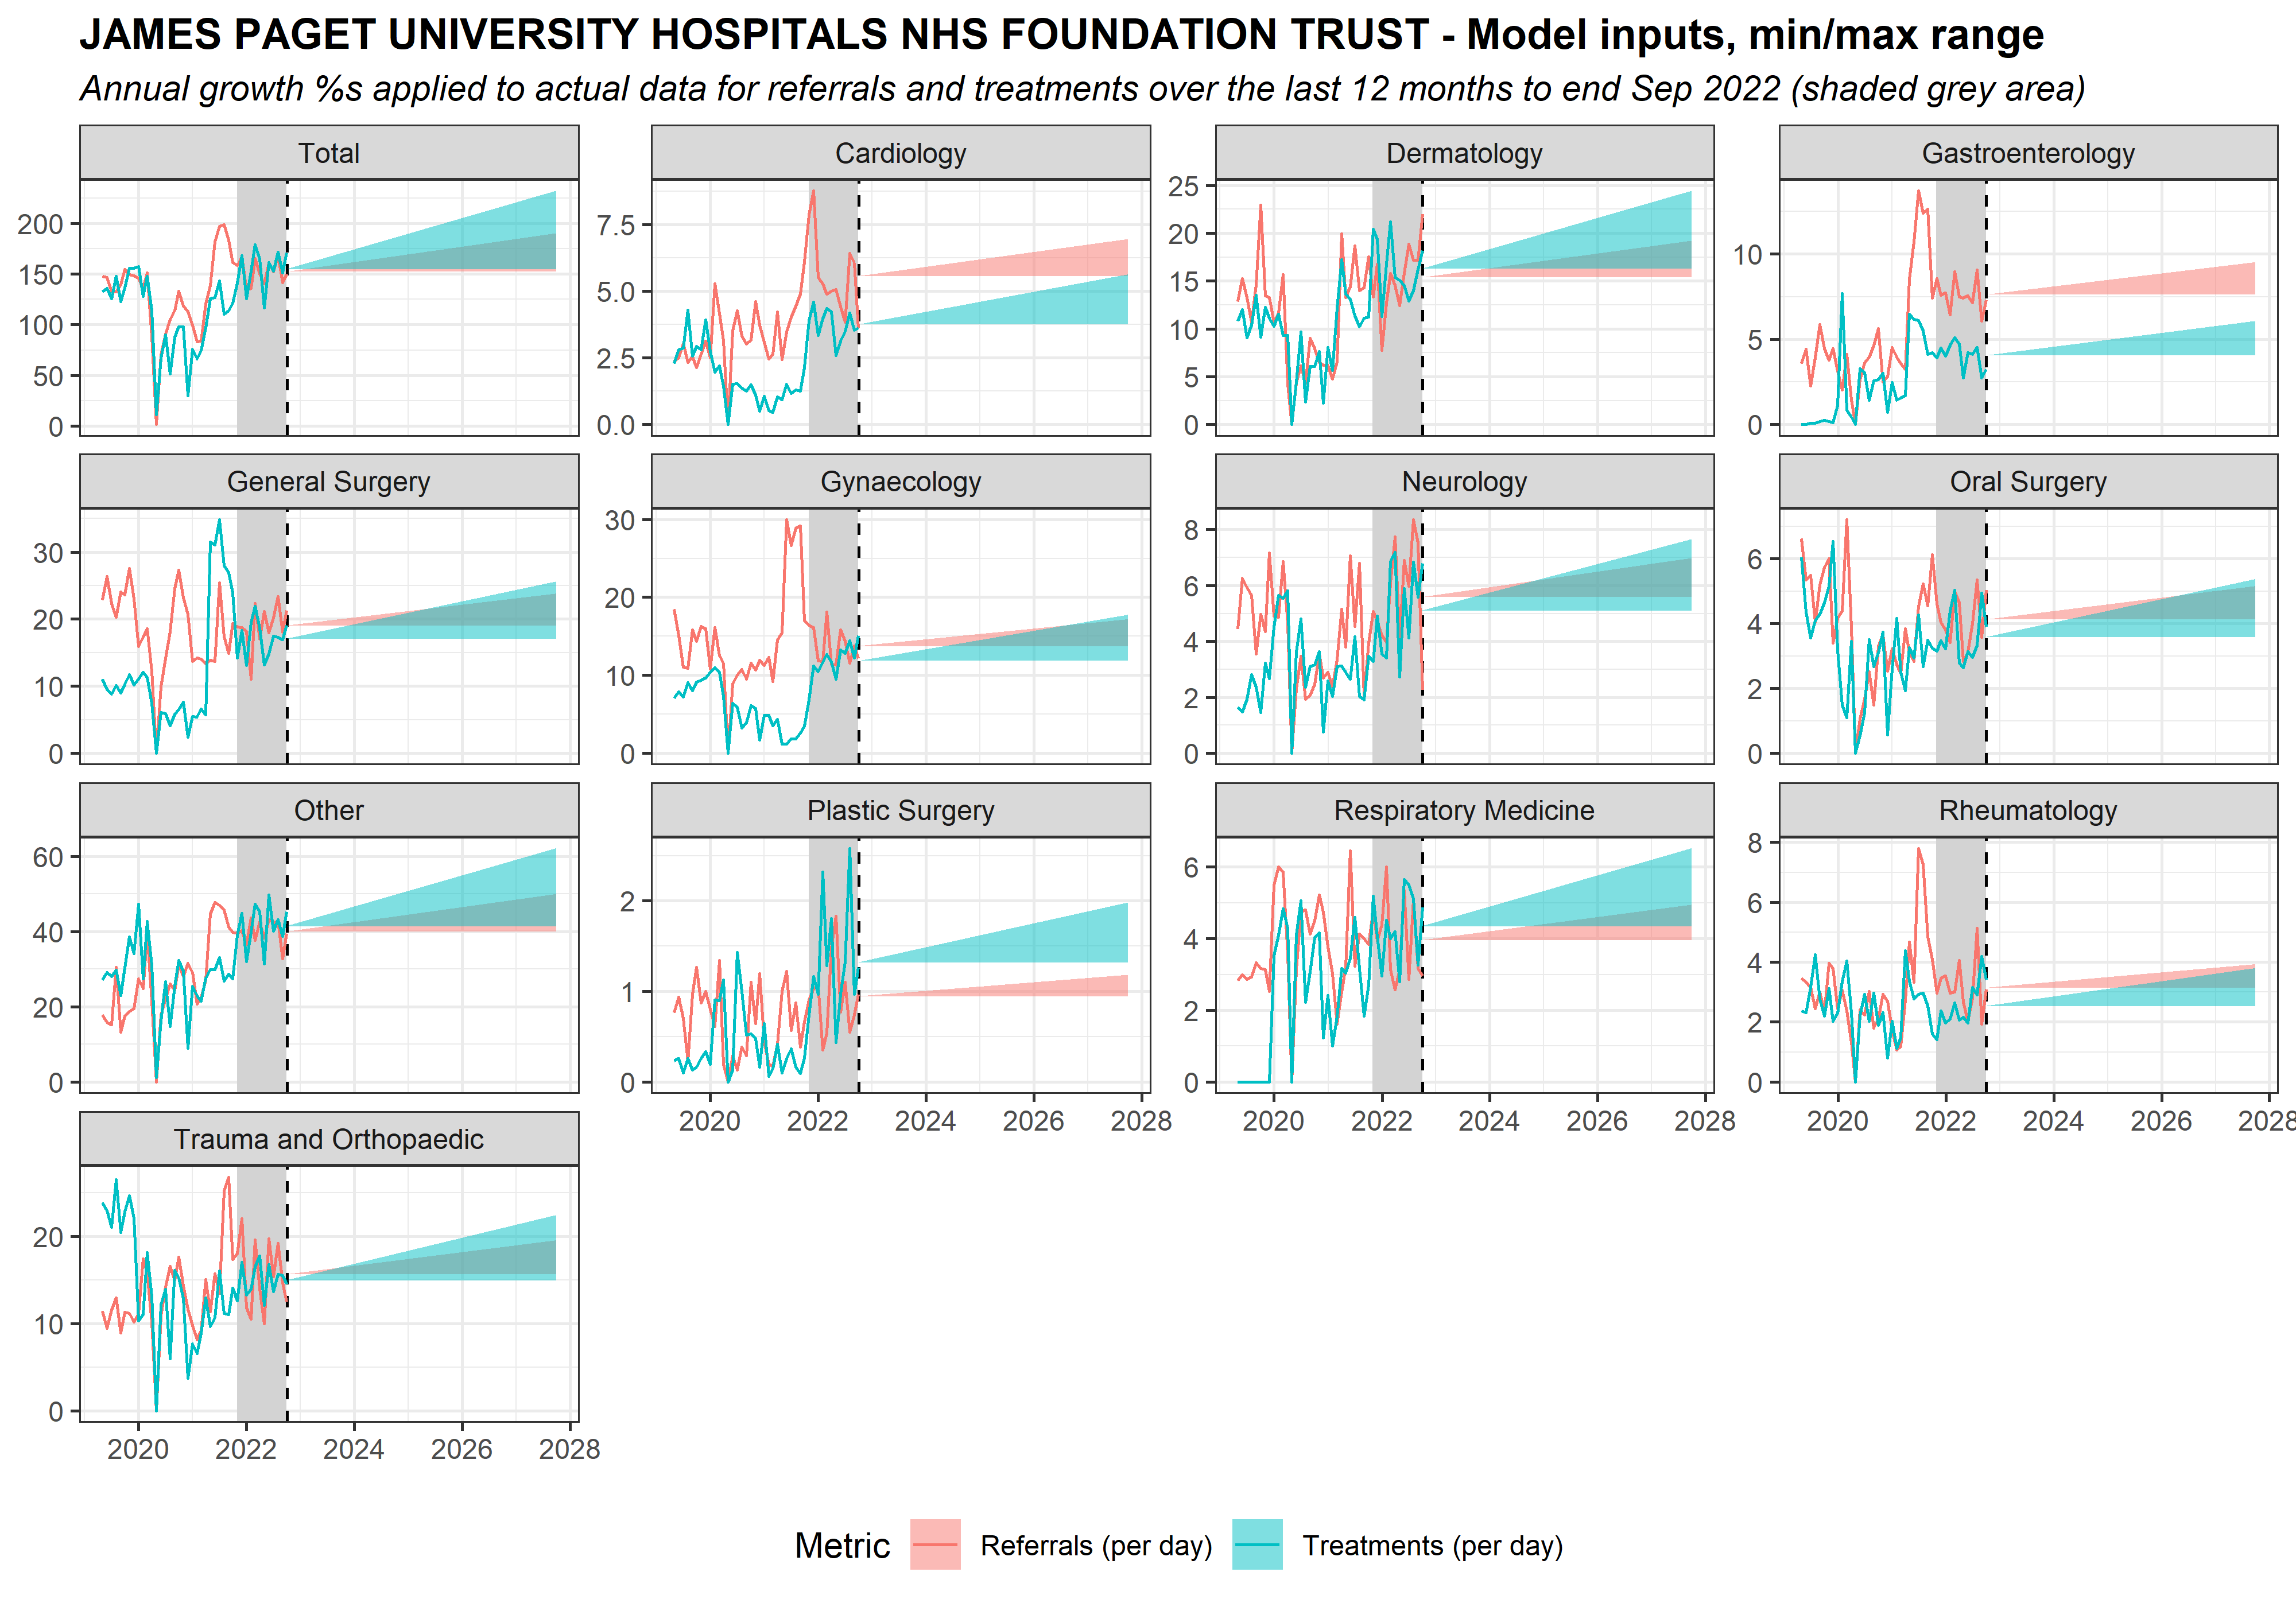 JAMES PAGET UNIVERSITY HOSPITALS NHS FOUNDATION TRUST - Model inputs, min/max range
Annual growth %s applied to actual data for referrals and treatments over the last 12 months to end Sep 2022 (shaded grey area)
Total
Cardiology
Dermatology
Gastroenterology
200
150
100
50
0
7.5
5.0
2.5
0.0
25
20
15
10
5
0
10
5
0
General Surgery
Gynaecology
Neurology
Oral Surgery
30
20
10
0
30
20
10
0
8
6
4
2
0
6
4
2
0
Other
Plastic Surgery
Respiratory Medicine
Rheumatology
60
40
20
0
2
1
0
6
4
2
0
8
6
4
2
0
2020 2022 2024 2026 2028
2020 2022 2024 2026 2028
2020 2022 2024 2026 2028
Trauma and Orthopaedic
20
10
0
2020 2022 2024 2026 2028
Metric Referrals (per day) Treatments (per day)